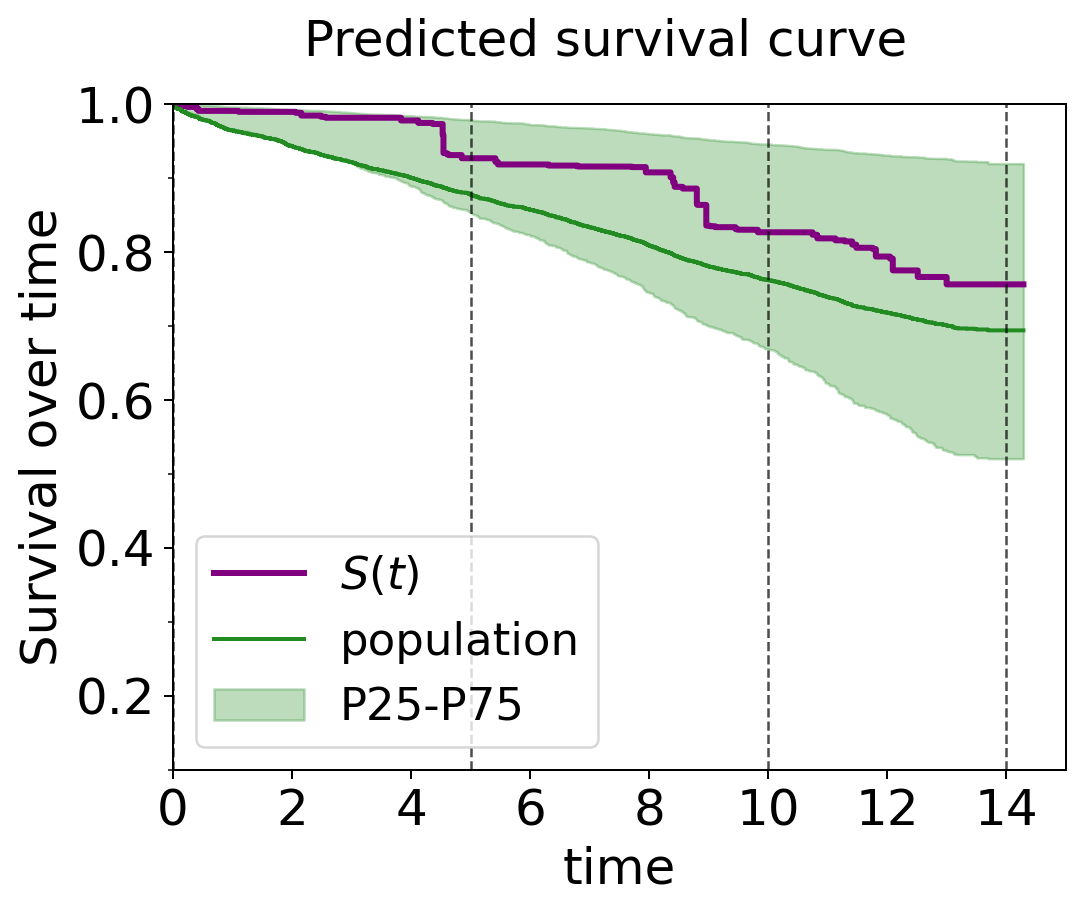 Predicted survival curve
1.0
0.8
0.6
0.4
0.2
Survival over time
S(t)
population
P25-P75
0 2 4 6 8 10 12 14
time